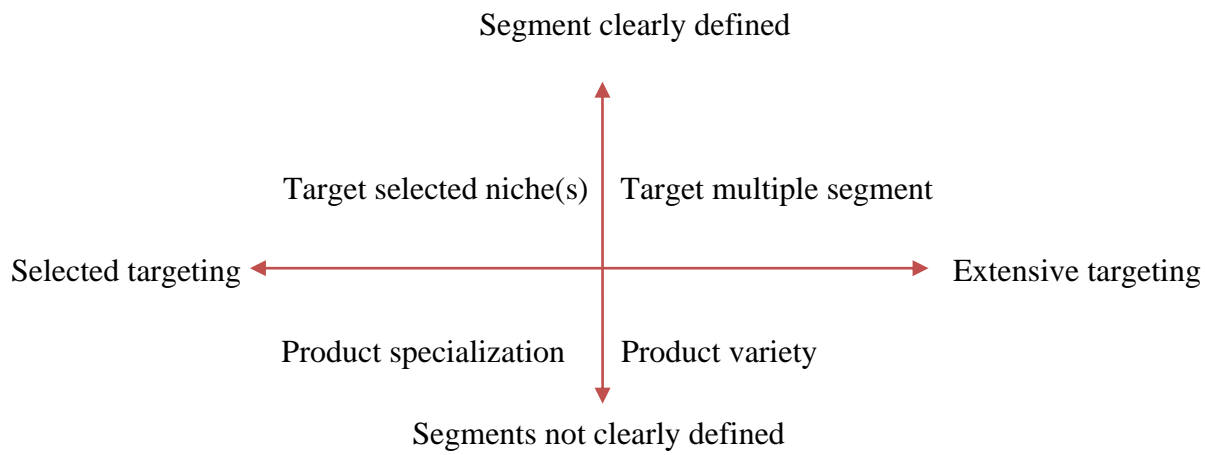 Segment clearly defined
Target selected niche(s)
Target multiple segment
Selected targeting
Extensive targeting
Product specialization
Product variety
Segments not clearly defined